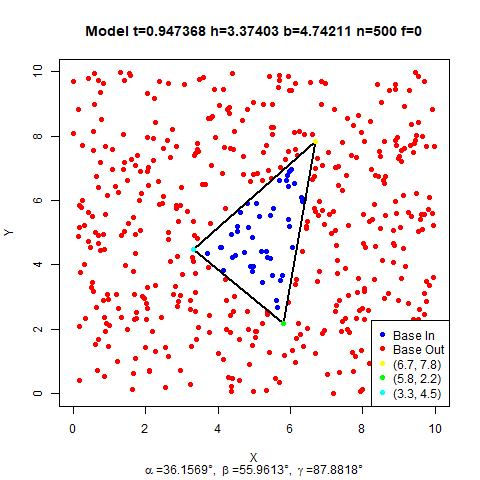 Model t=0.947368 h=3.37403 b=4.74211 n=500 f=0
10
8
6
4
2
0
Y
Base In
Base Out
(6.7, 7.8)
(5.8, 2.2)
(3.3, 4.5)
0 2 4 6 8 10
X
α=36.1569°, β=55.9613°, γ=87.8818°